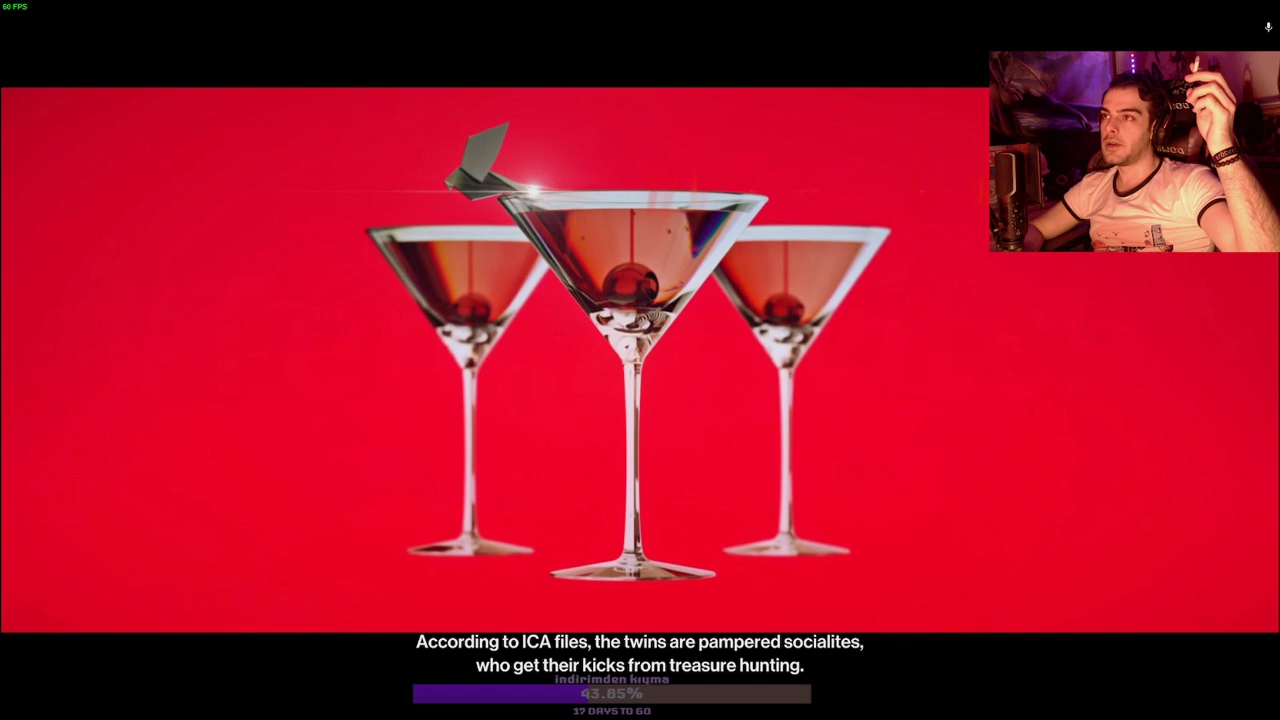 60 FPS
According to ICA files, the twins are pampered socialites,
who get their kicks from treasure hunting.
indirimden kıyma
43.85%
17 DAYS TO GO